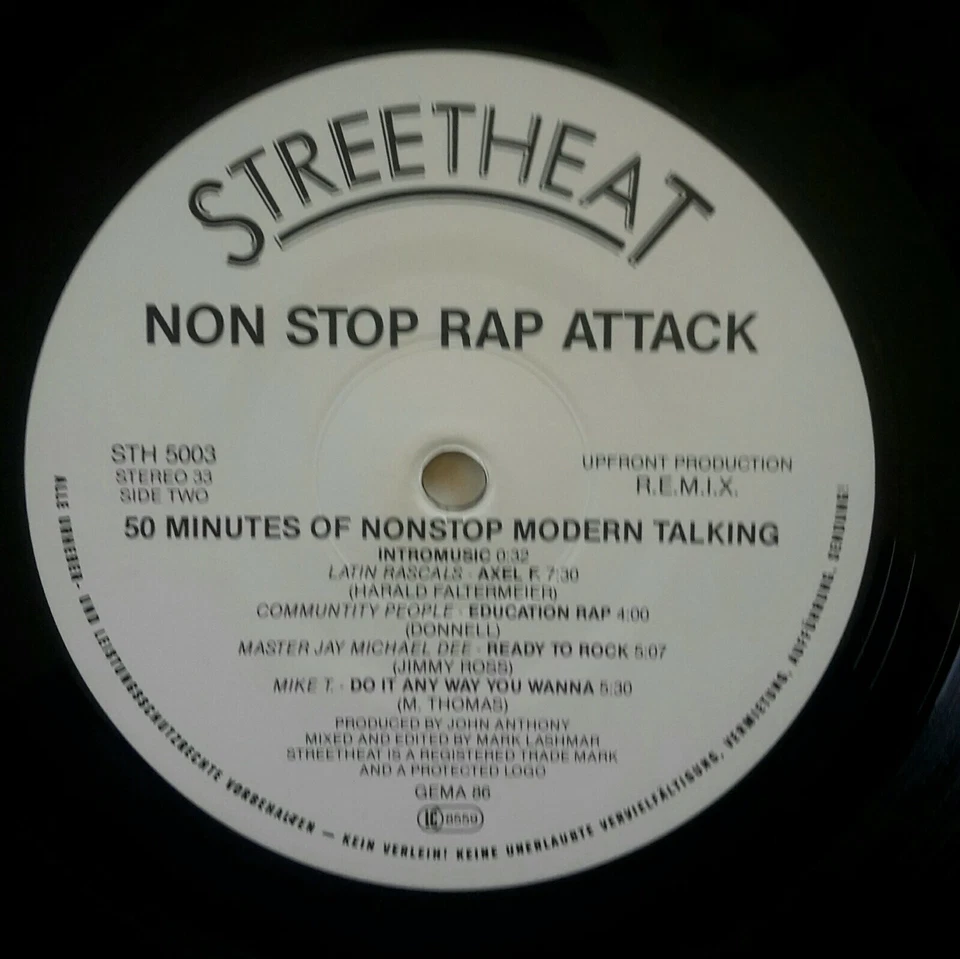 STREETHEAT
NON STOP RAP ATTACK
STH 5003
STEREO 33
SIDE TWO
UPFRONT PRODUCTION
R.E.M.I.X.
50 MINUTES OF NONSTOP MODERN TALKING
INTROMUSIC 0:32
LATIN RASCALS · AXEL F. 7:30
(HARALD FALTERMEIER)
COMMUNTITY PEOPLE · EDUCATION RAP 4:00
(DONNELL)
MASTER JAY MICHAEL DEE · READY TO ROCK 5:07
(JIMMY ROSS)
MIKE T. · DO IT ANY WAY YOU WANNA 5:30
(M. THOMAS)
PRODUCED BY JOHN ANTHONY
MIXED AND EDITED BY MARK LASHMAR
STREETHEAT IS A REGISTERED TRADE MARK
AND A PROTECTED LOGO
GEMA 86
LC 8559
ALLE URHEBER- UND LEISTUNGSSCHUTZRECHTE VORBEHALTEN — KEIN VERLEIH! KEINE UNERLAUBTE VERVIELFÄLTIGUNG, VERMIETUNG, AUFFÜHRUNG, SENDUNG!